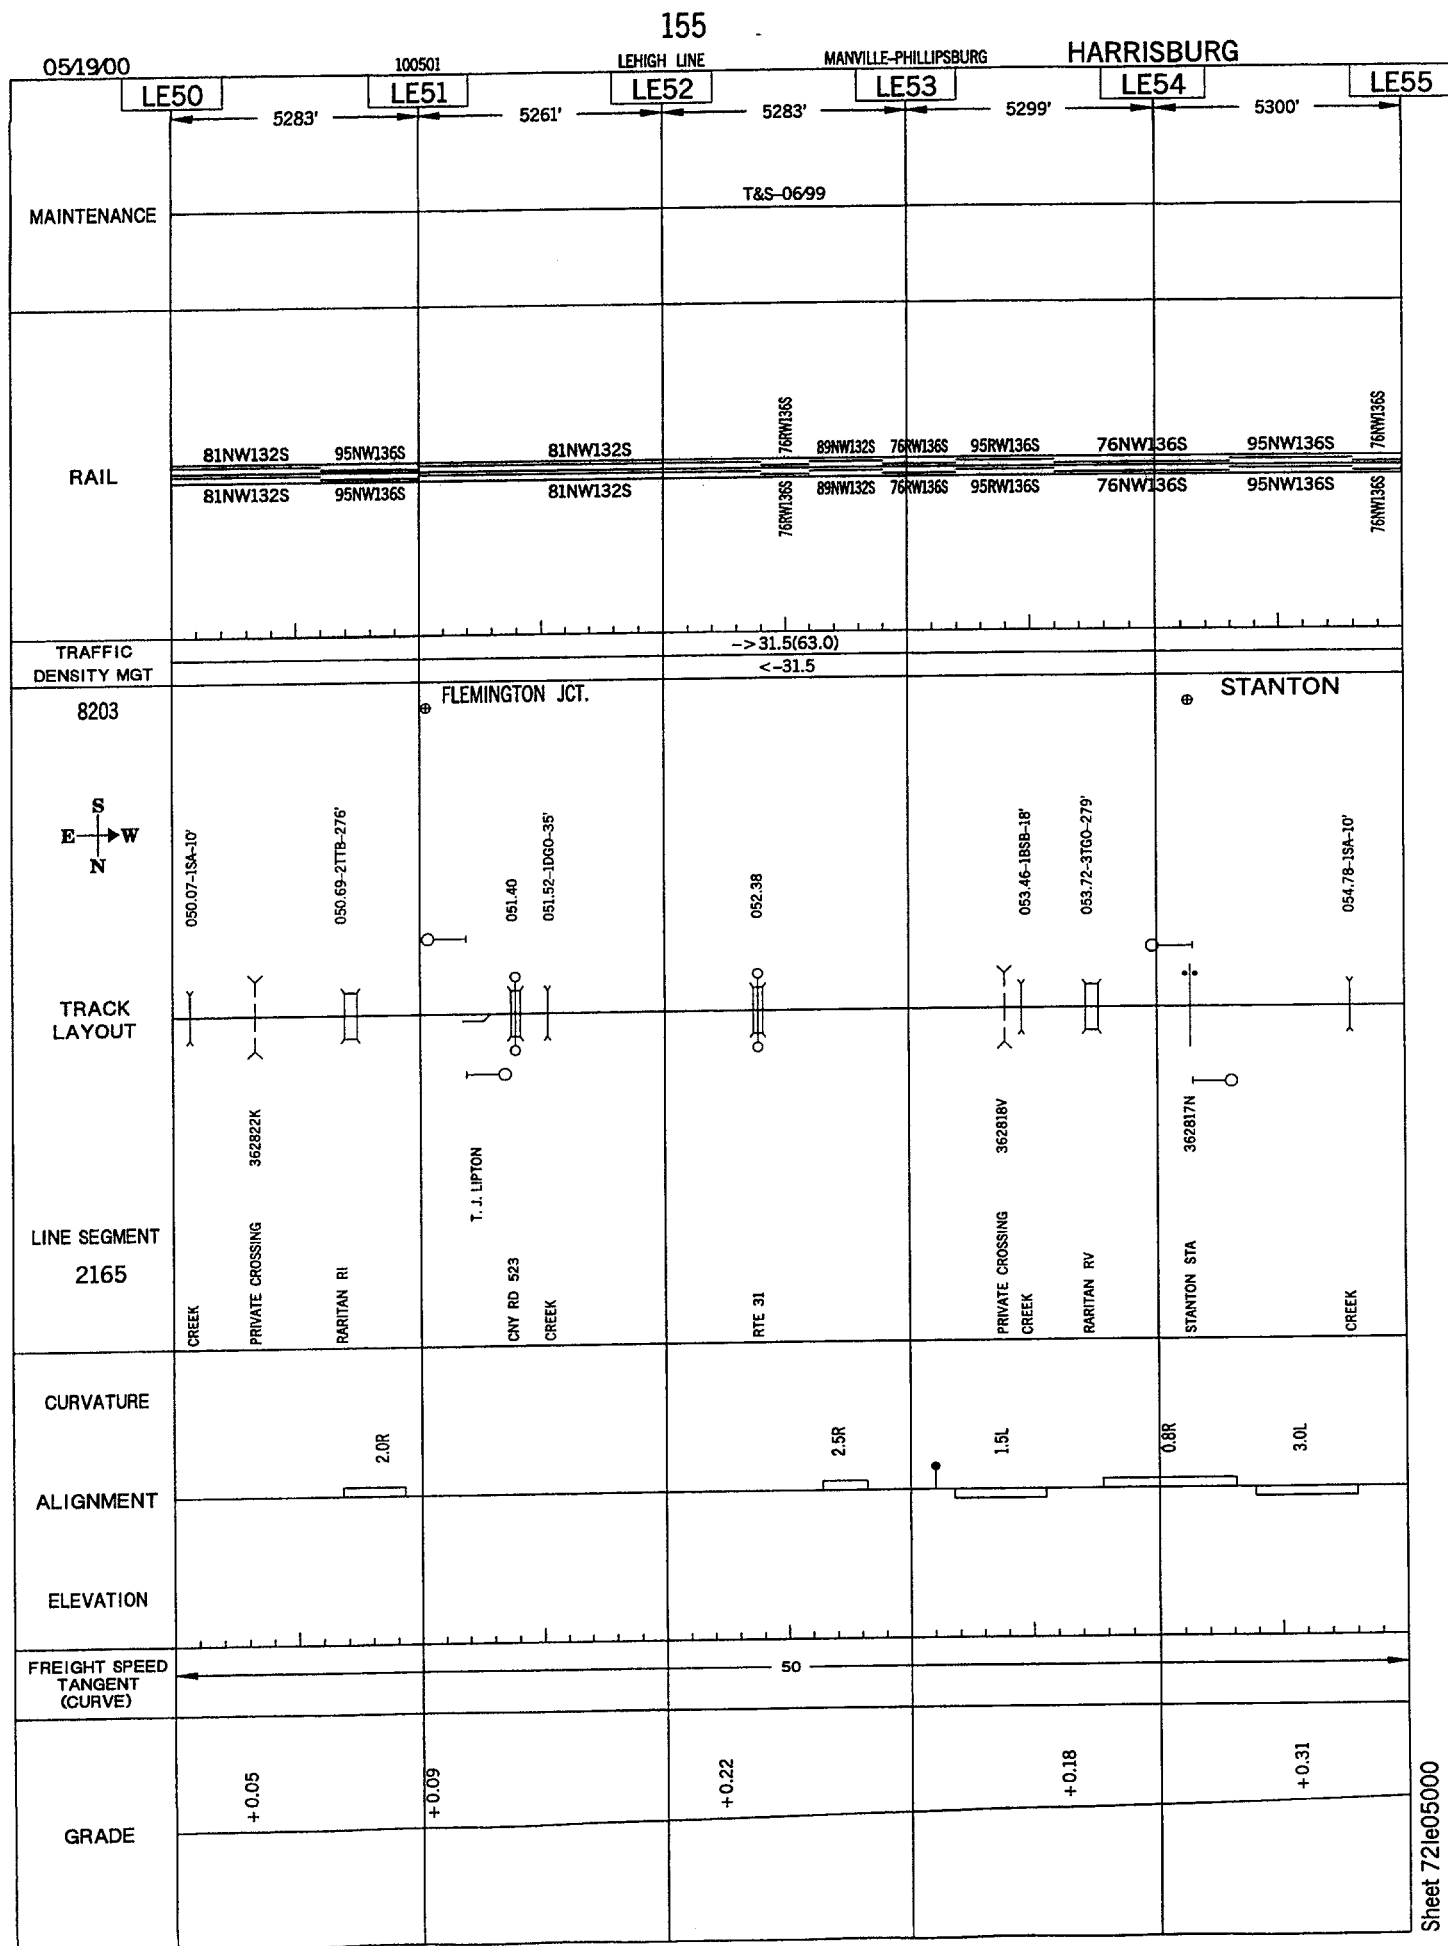 155
05/19/00
100501
LEHIGH LINE
MANVILLE-PHILLIPSBURG
HARRISBURG
LE50
LE51
LE52
LE53
LE54
LE55
5283'
5261'
5283'
5299'
5300'
MAINTENANCE
T&S-06/99
RAIL
81NW132S
95NW136S
81NW132S
76RW136S
89NW132S
76RW136S
95RW136S
76NW136S
95NW136S
76NW136S
81NW132S
95NW136S
81NW132S
76RW136S
89NW132S
76RW136S
95RW136S
76NW136S
95NW136S
76NW136S
TRAFFIC
DENSITY MGT
->31.5(63.0)
<-31.5
8203
FLEMINGTON JCT.
STANTON
S
E W
N
050.07-1SA-10'
050.69-2TTB-276'
051.40
051.52-1DGO-35'
052.38
053.46-1BSB-18'
053.72-3TGO-279'
054.78-1SA-10'
TRACK
LAYOUT
362822K
362818V
362817N
LINE SEGMENT
2165
CREEK
PRIVATE CROSSING
RARITAN RI
T. J. LIPTON
CNY RD 523
CREEK
RTE 31
PRIVATE CROSSING
CREEK
RARITAN RV
STANTON STA
CREEK
CURVATURE
2.0R
2.5R
1.5L
0.8R
3.0L
ALIGNMENT
ELEVATION
FREIGHT SPEED
TANGENT
(CURVE)
50
GRADE
+0.05
+0.09
+0.22
+0.18
+0.31
Sheet 72le05000